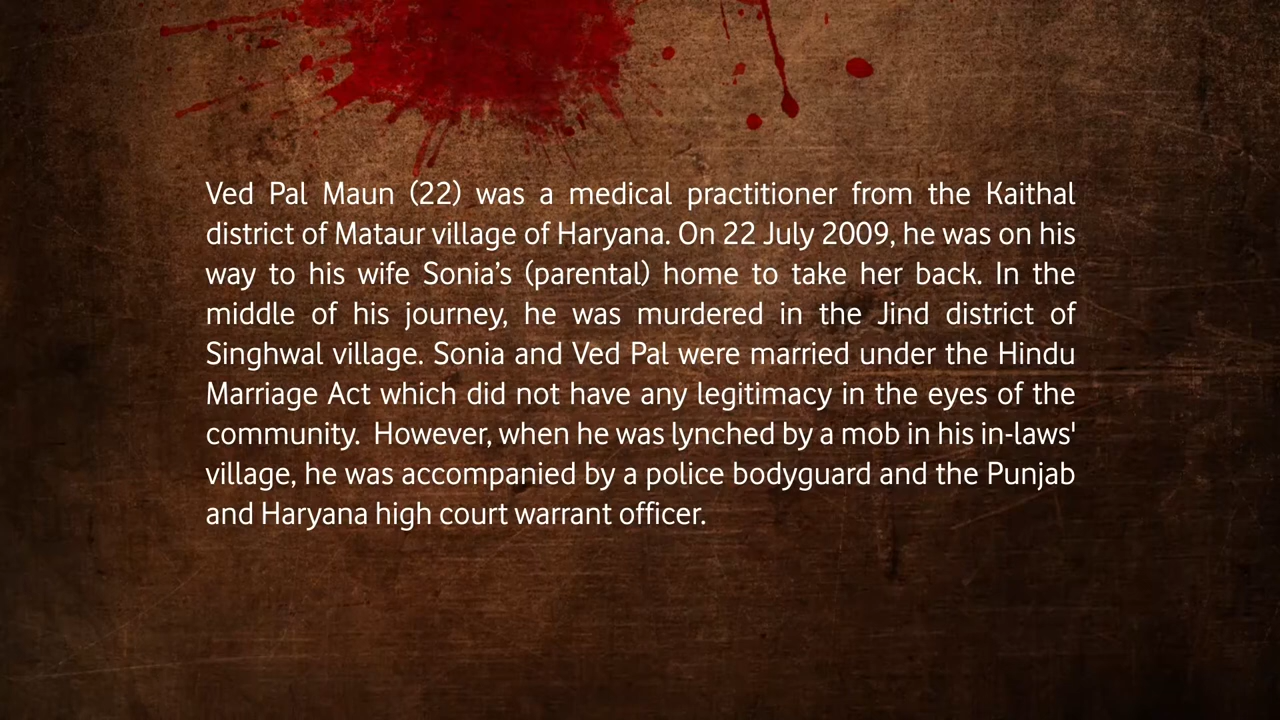 Ved Pal Maun (22) was a medical practitioner from the Kaithal
district of Mataur village of Haryana. On 22 July 2009, he was on his
way to his wife Sonia’s (parental) home to take her back. In the
middle of his journey, he was murdered in the Jind district of
Singhwal village. Sonia and Ved Pal were married under the Hindu
Marriage Act which did not have any legitimacy in the eyes of the
community.  However, when he was lynched by a mob in his in-laws'
village, he was accompanied by a police bodyguard and the Punjab
and Haryana high court warrant officer.